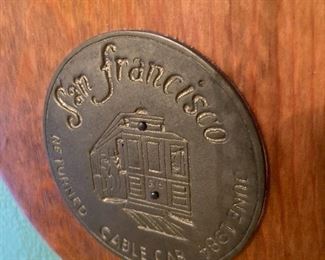 San Francisco
RETURNED CABLE CAR
JUNE 1984